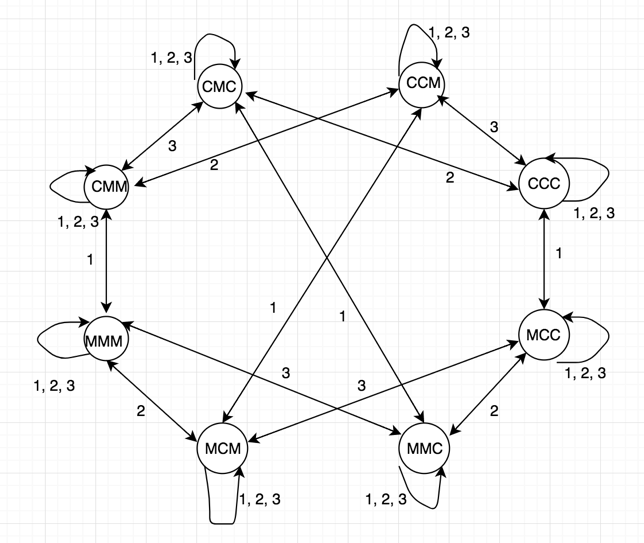 1, 2, 3
1, 2, 3
CMC
CCM
3
3
2
2
CMM
CCC
1, 2, 3
1, 2, 3
1
1
1
1
MMM
MCC
1, 2, 3
3
3
1, 2, 3
2
2
MCM
MMC
1, 2, 3
1, 2, 3